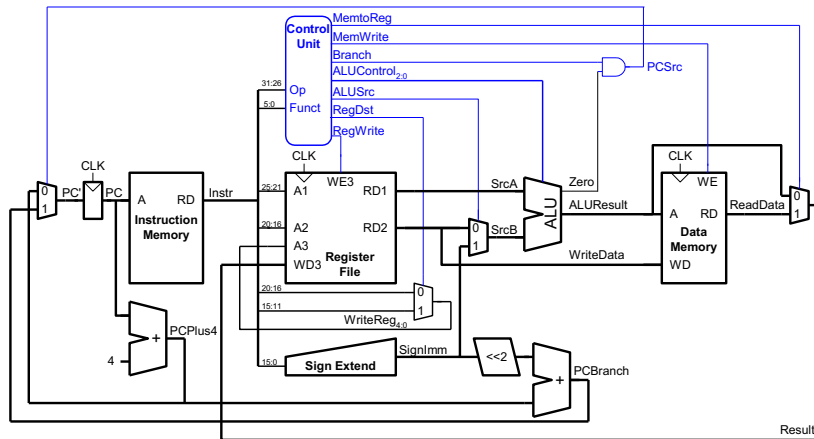 MemtoReg
Control
Unit
MemWrite
Branch
ALUControl2:0
PCSrc
31:26
Op
ALUSrc
5:0
Funct
RegDst
RegWrite
CLK
CLK
CLK
0
1
PC'
PC
A
RD
Instr
Instruction
Memory
25:21
A1
WE3
RD1
SrcA
Zero
WE
0
1
20:16
A2
RD2
0
1
SrcB
ALU
ALUResult
A
RD
ReadData
A3
Register
File
WD3
WriteData
Data
Memory
WD
20:16
0
15:11
1
WriteReg4:0
PCPlus4
+
4
SignImm
15:0
Sign Extend
<<2
+
PCBranch
Result